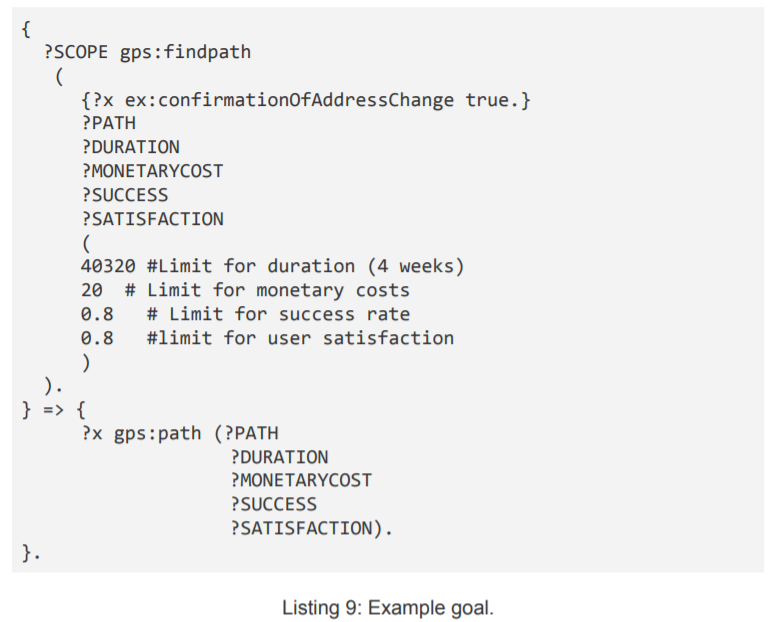 {
  ?SCOPE gps:findpath
   (
     {?x ex:confirmationOfAddressChange true.}
     ?PATH
     ?DURATION
     ?MONETARYCOST
     ?SUCCESS
     ?SATISFACTION
     (
     40320 #Limit for duration (4 weeks)
     20  # Limit for monetary costs
     0.8   # Limit for success rate
     0.8   #limit for user satisfaction
     )
  ).
} => {
     ?x gps:path (?PATH
                  ?DURATION
                  ?MONETARYCOST
                  ?SUCCESS
                  ?SATISFACTION).
}.
Listing 9: Example goal.